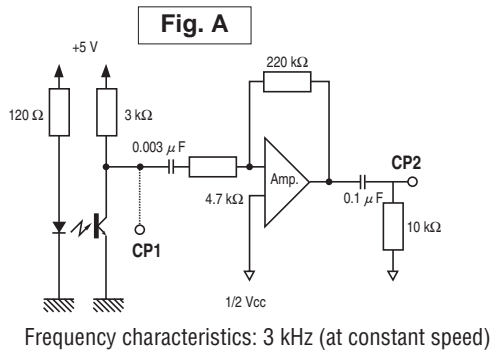 Fig. A
+5 V
220 kΩ
120 Ω
3 kΩ
0.003 μF
CP2
Amp.
4.7 kΩ
0.1 μF
CP1
10 kΩ
1/2 Vcc
Frequency characteristics: 3 kHz (at constant speed)